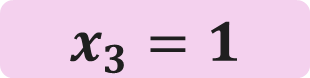 x₃ = 1